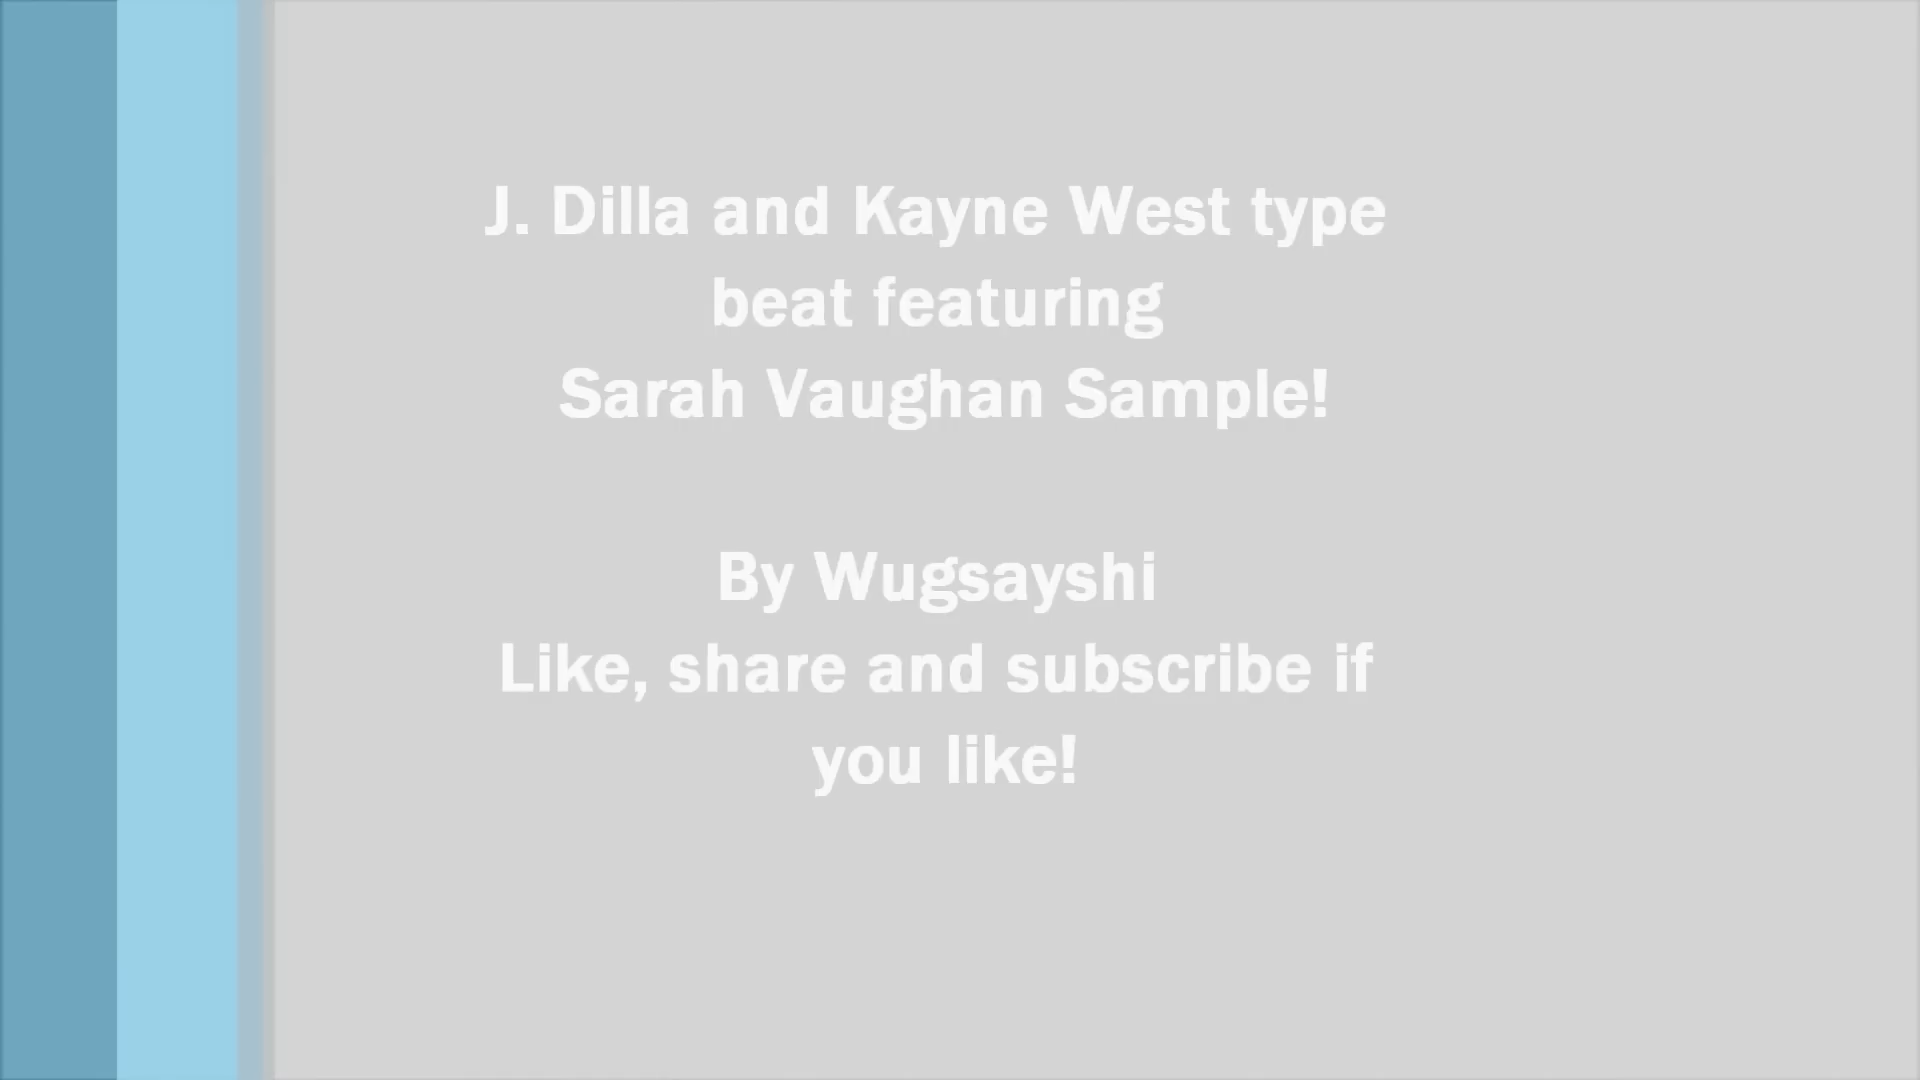 J. Dilla and Kayne West type
beat featuring
Sarah Vaughan Sample!
By Wugsayshi
Like, share and subscribe if
you like!